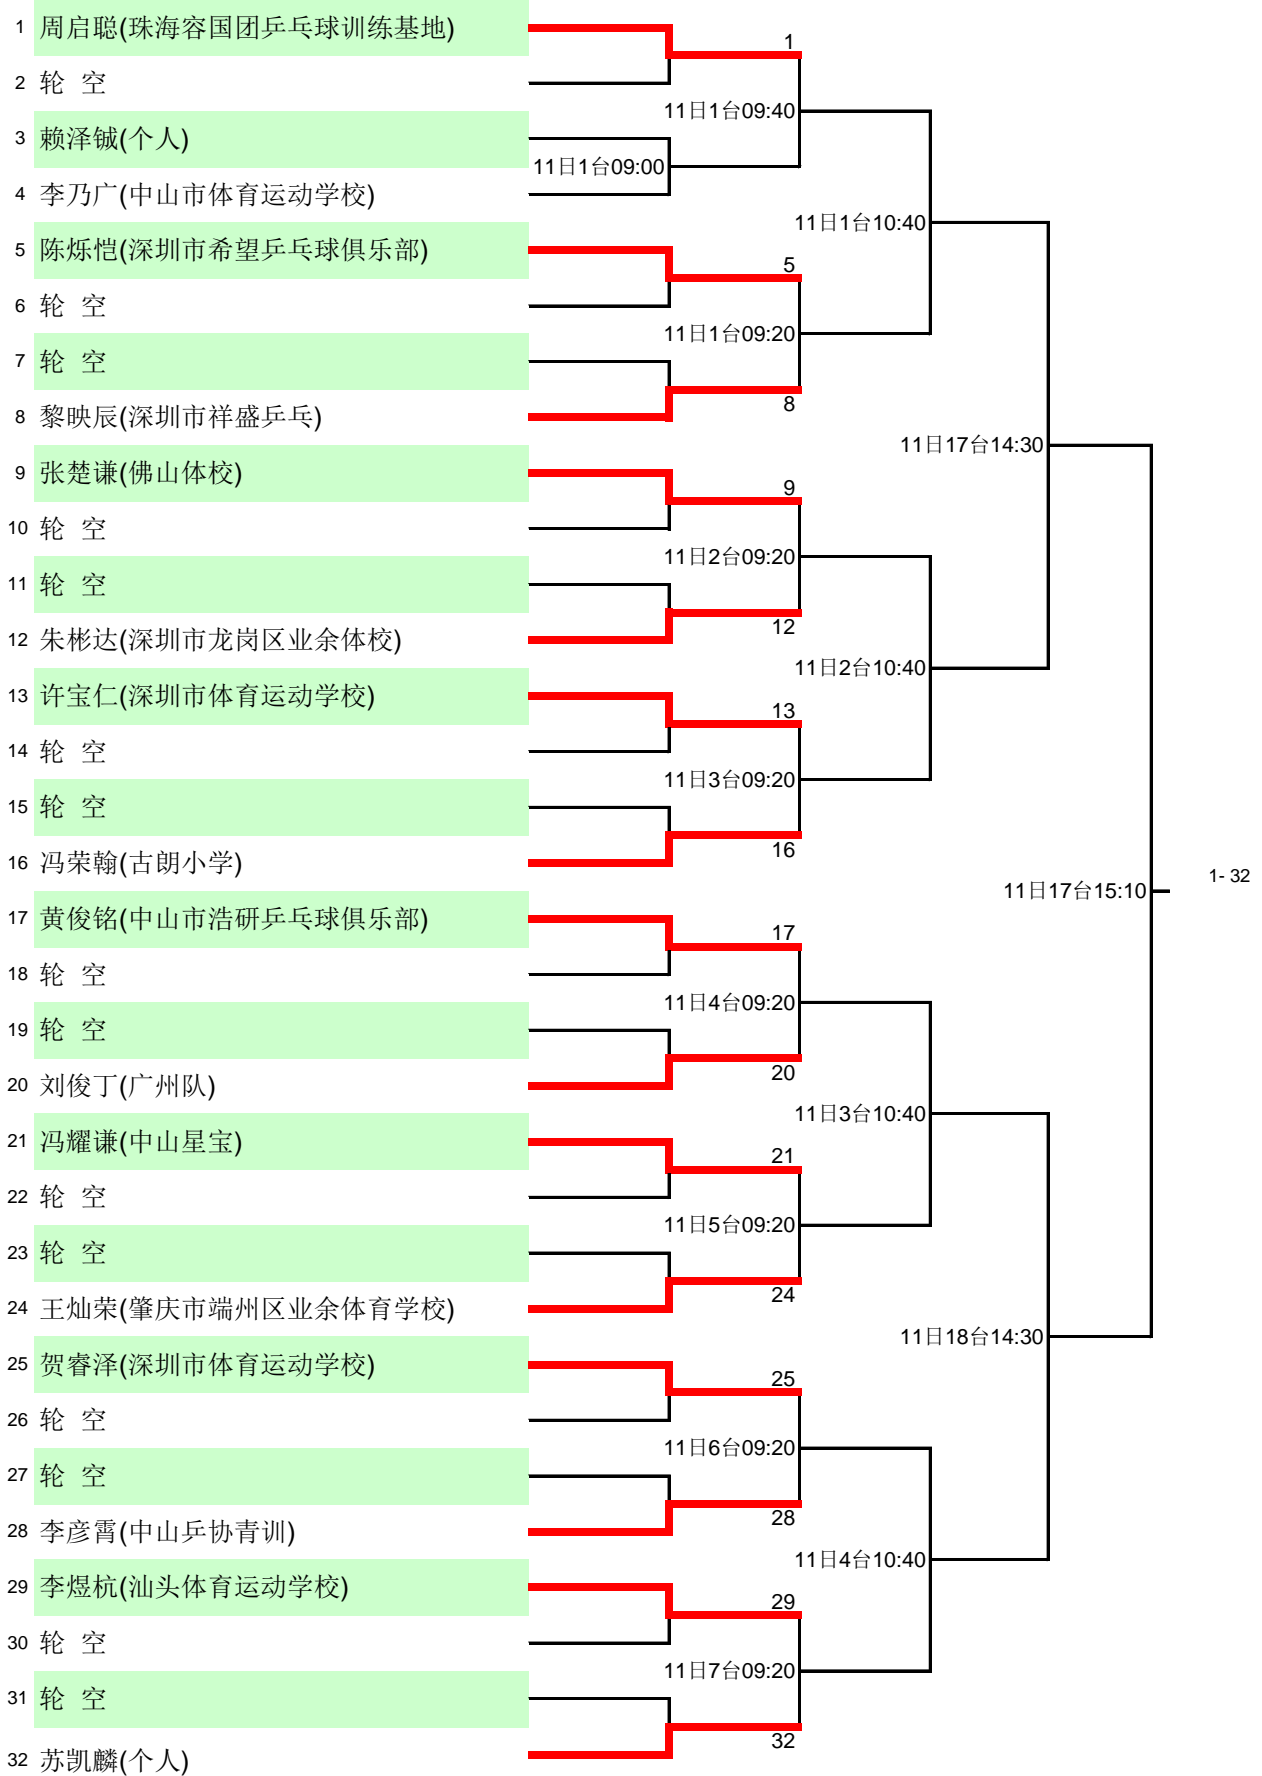 1 周启聪(珠海容国团乒乓球训练基地)
1
2 轮 空
11日1台09:40
3 赖泽铖(个人)
11日1台09:00
4 李乃广(中山市体育运动学校)
11日1台10:40
5 陈烁恺(深圳市希望乒乓球俱乐部)
5
6 轮 空
11日1台09:20
7 轮 空
8
8 黎映辰(深圳市祥盛乒乓)
11日17台14:30
9 张楚谦(佛山体校)
9
10 轮 空
11日2台09:20
11 轮 空
12
12 朱彬达(深圳市龙岗区业余体校)
11日2台10:40
13 许宝仁(深圳市体育运动学校)
13
14 轮 空
11日3台09:20
15 轮 空
16
16 冯荣翰(古朗小学)
11日17台15:10
1- 32
17 黄俊铭(中山市浩研乒乓球俱乐部)
17
18 轮 空
11日4台09:20
19 轮 空
20
20 刘俊丁(广州队)
11日3台10:40
21 冯耀谦(中山星宝)
21
22 轮 空
11日5台09:20
23 轮 空
24
24 王灿荣(肇庆市端州区业余体育学校)
11日18台14:30
25 贺睿泽(深圳市体育运动学校)
25
26 轮 空
11日6台09:20
27 轮 空
28
28 李彦霄(中山乒协青训)
11日4台10:40
29 李煜杭(汕头体育运动学校)
29
30 轮 空
11日7台09:20
31 轮 空
32
32 苏凯麟(个人)